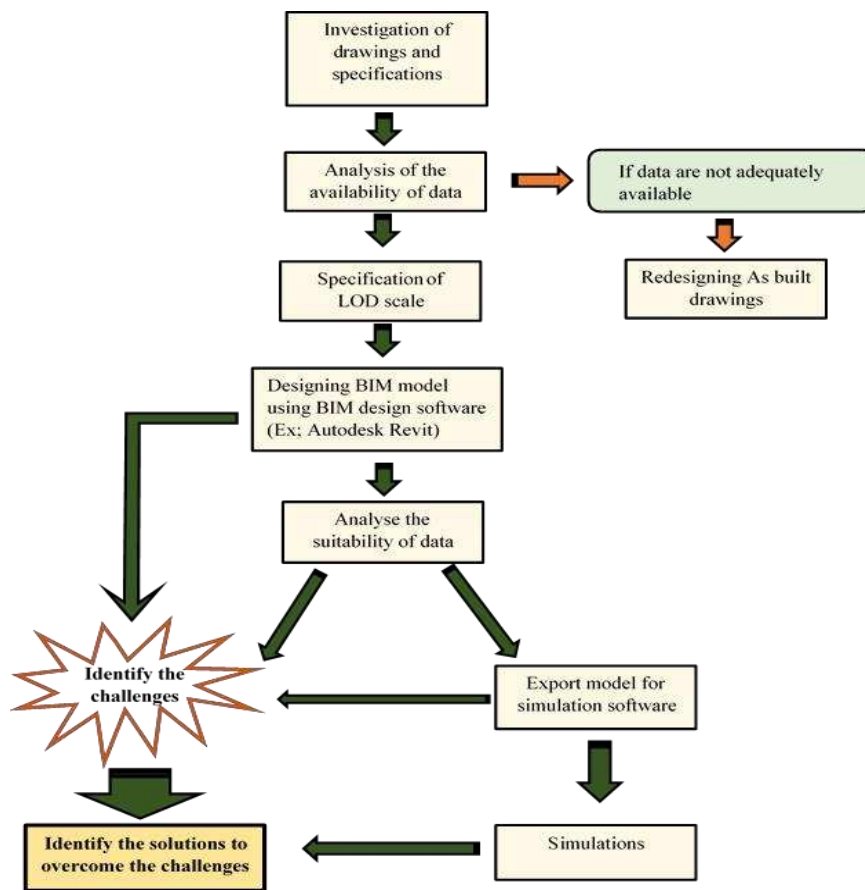 Investigation of
drawings and
specifications
Analysis of the
availability of data
If data are not adequately
available
Redesigning As built
drawings
Specification of
LOD scale
Designing BIM model
using BIM design software
(Ex; Autodesk Revit)
Analyse the
suitability of data
Identify the
challenges
Export model for
simulation software
Identify the solutions to
overcome the challenges
Simulations